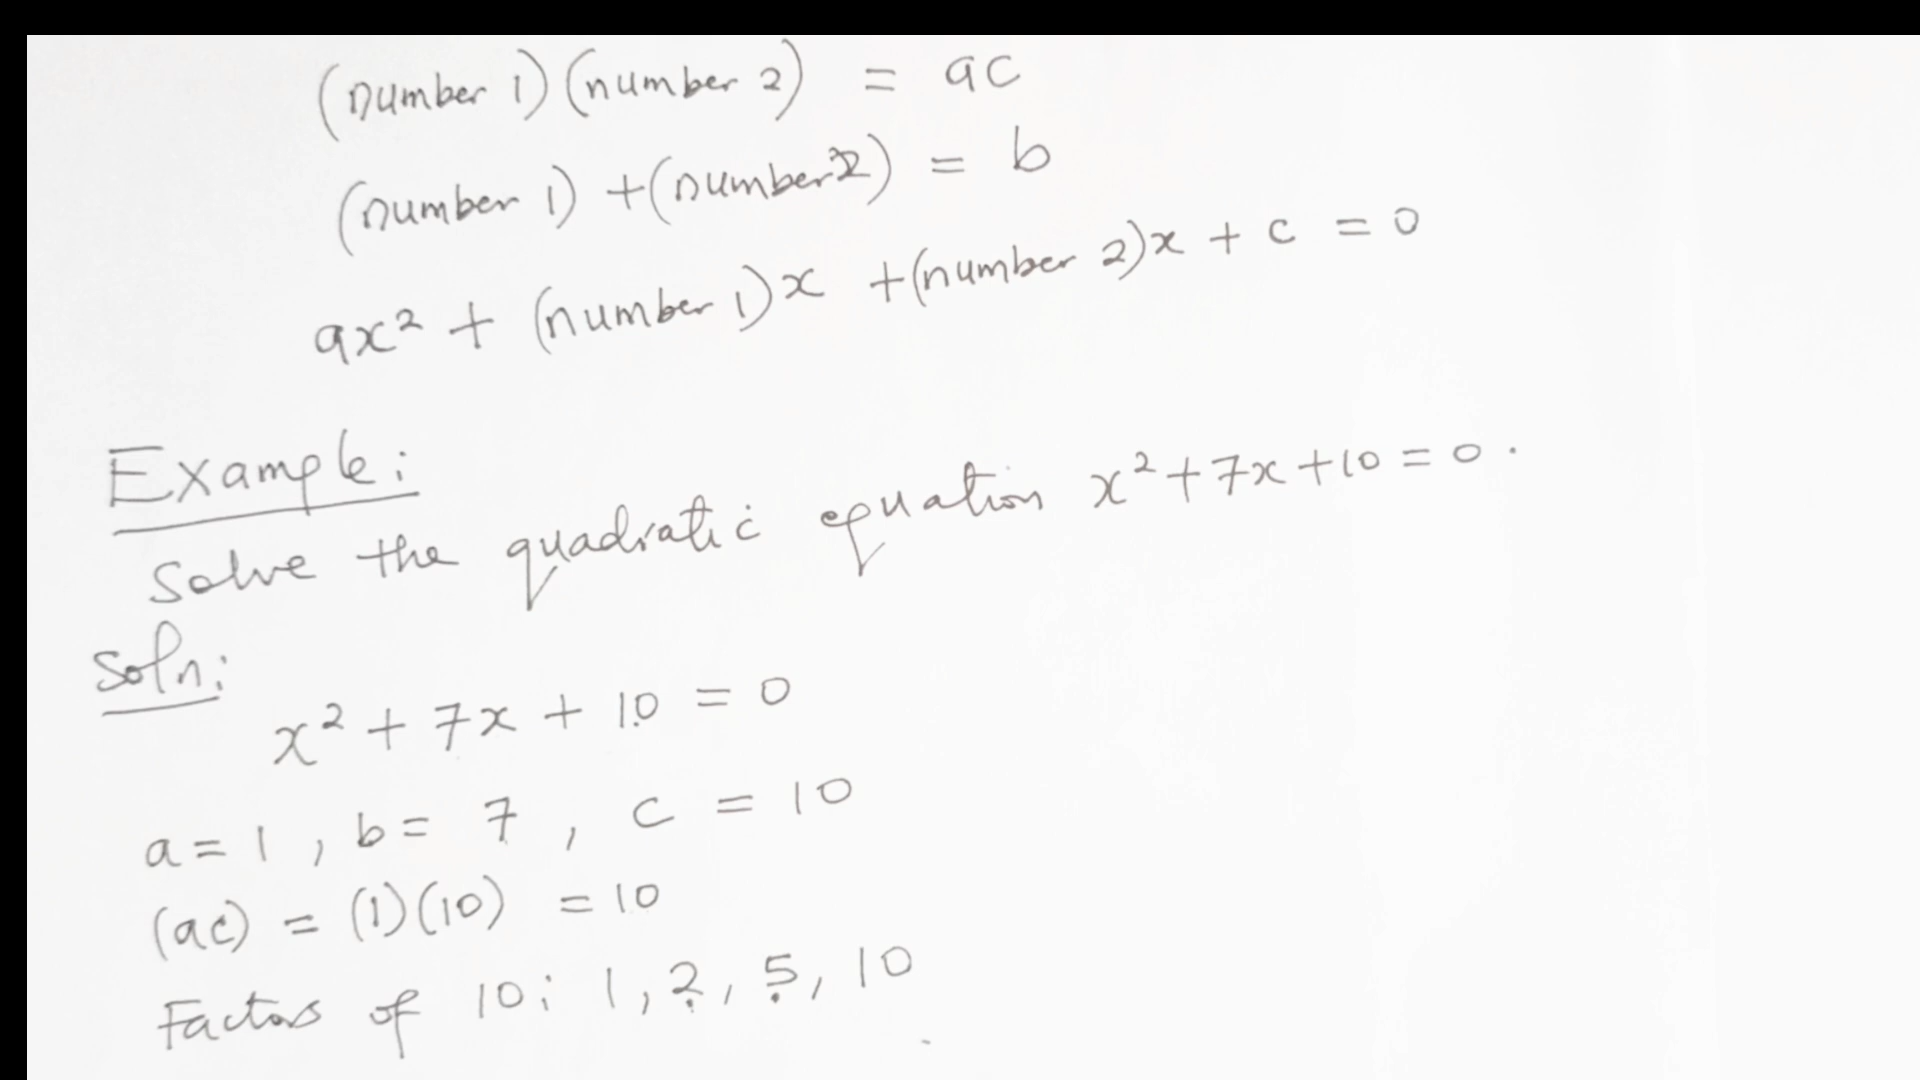 (number 1)(number 2) = ac
(number 1) + (number 2) = b
ax² + (number 1)x + (number 2)x + c = 0
Example:
Solve the quadratic equation x² + 7x + 10 = 0.
Soln:
x² + 7x + 10 = 0
a = 1, b = 7, c = 10
(ac) = (1)(10) = 10
Factors of 10: 1, 2, 5, 10